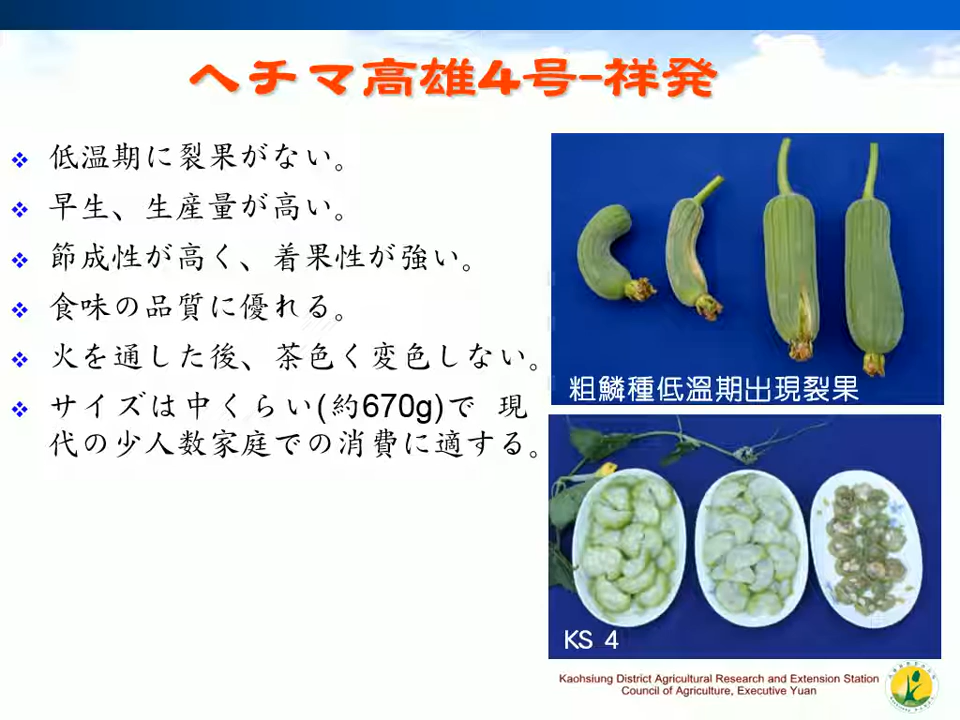 ヘチマ高雄4号-祥発
低温期に裂果がない。
早生、生産量が高い。
節成性が高く、着果性が強い。
食味の品質に優れる。
火を通した後、茶色く変色しない。
サイズは中くらい(約670g)で 現
代の少人数家庭での消費に適する。
粗鱗種低溫期出現裂果
KS 4
Kaohsiung District Agricultural Research and Extension Station
Council of Agriculture, Executive Yuan